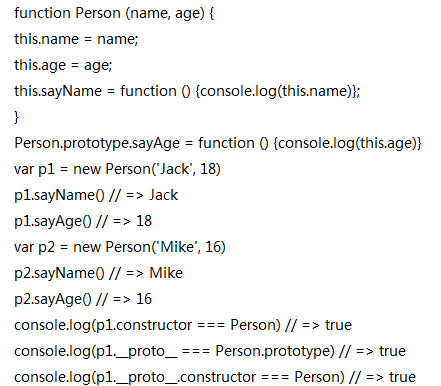 function Person (name, age) {
this.name = name;
this.age = age;
this.sayName = function () {console.log(this.name)};
}
Person.prototype.sayAge = function () {console.log(this.age)}
var p1 = new Person('Jack', 18)
p1.sayName() // => Jack
p1.sayAge() // => 18
var p2 = new Person('Mike', 16)
p2.sayName() // => Mike
p2.sayAge() // => 16
console.log(p1.constructor === Person) // => true
console.log(p1.__proto__ === Person.prototype) // => true
console.log(p1.__proto__.constructor === Person) // => true